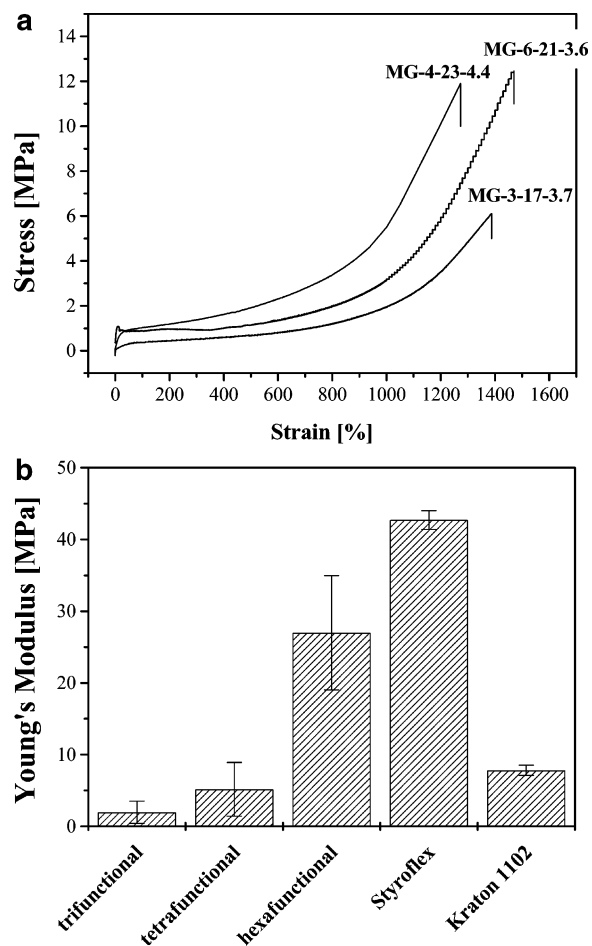 a
14
12
10
8
6
4
2
0
Stress [MPa]
MG-6-21-3.6
MG-4-23-4.4
MG-3-17-3.7
0 200 400 600 800 1000 1200 1400 1600
Strain [%]
b
50
40
30
20
10
0
Young's Modulus [MPa]
trifunctional
tetrafunctional
hexafunctional
Styroflex
Kraton 1102